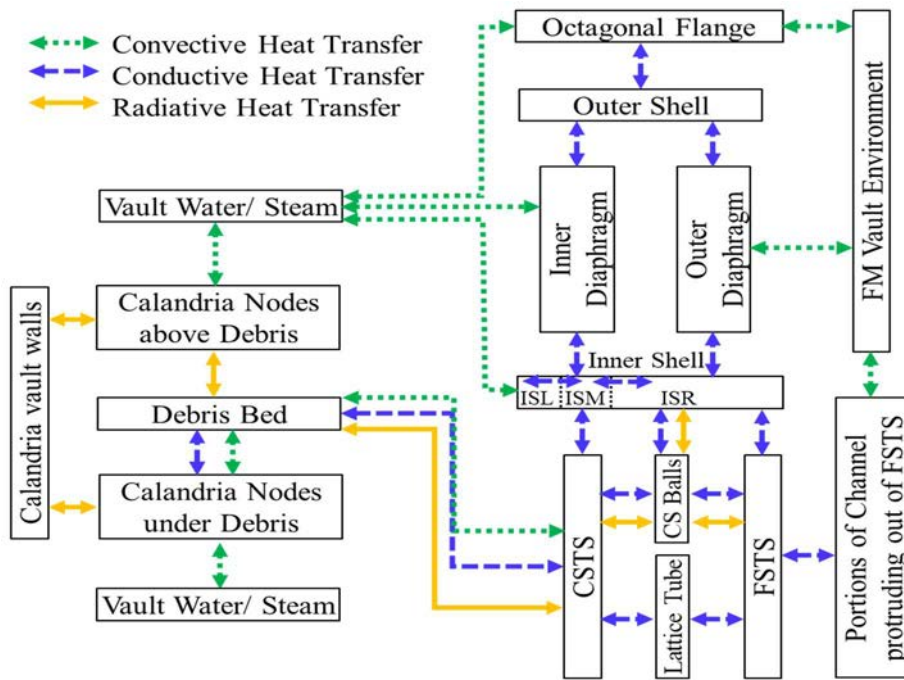 Convective Heat Transfer
Conductive Heat Transfer
Radiative Heat Transfer
Octagonal Flange
Outer Shell
Inner
Diaphragm
Outer
Diaphragm
FM Vault Environment
Vault Water/ Steam
Calandria Nodes
above Debris
Calandria vault walls
Debris Bed
Calandria Nodes
under Debris
Vault Water/ Steam
Inner Shell
ISL ISM ISR
CSTS
CS Balls
Lattice Tube
FSTS
Portions of Channel
protruding out of FSTS